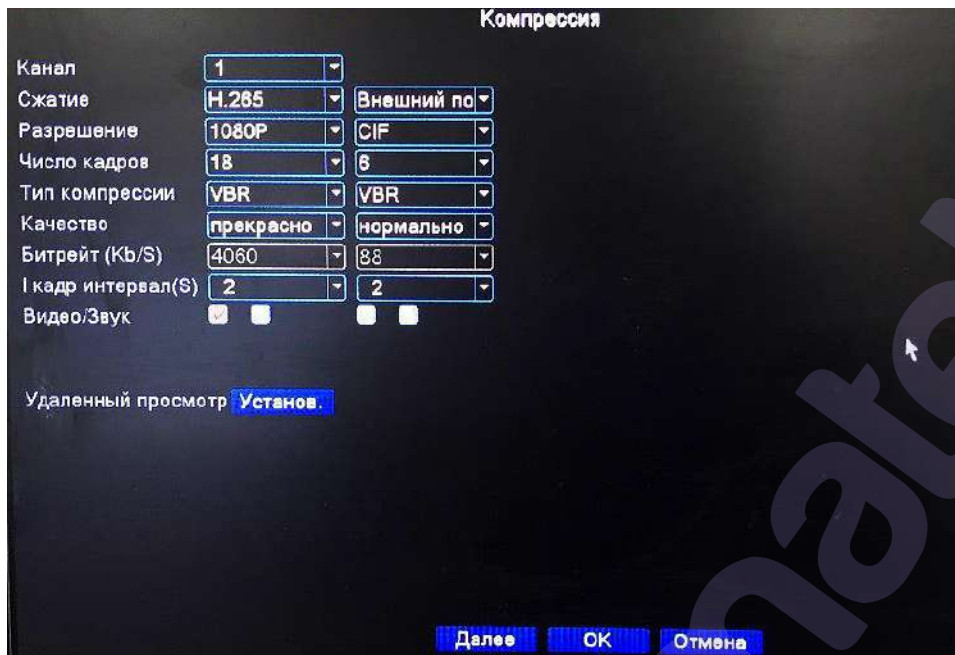 Компрессия
Канал 1
Сжатие H.265 Внешний по
Разрешение 1080P CIF
Число кадров 18 6
Тип компрессии VBR VBR
Качество прекрасно нормально
Битрейт (Kb/S) 4060 88
I кадр интервал(S) 2 2
Видео/Звук
Удаленный просмотр Установ.
Далее OK Отмена